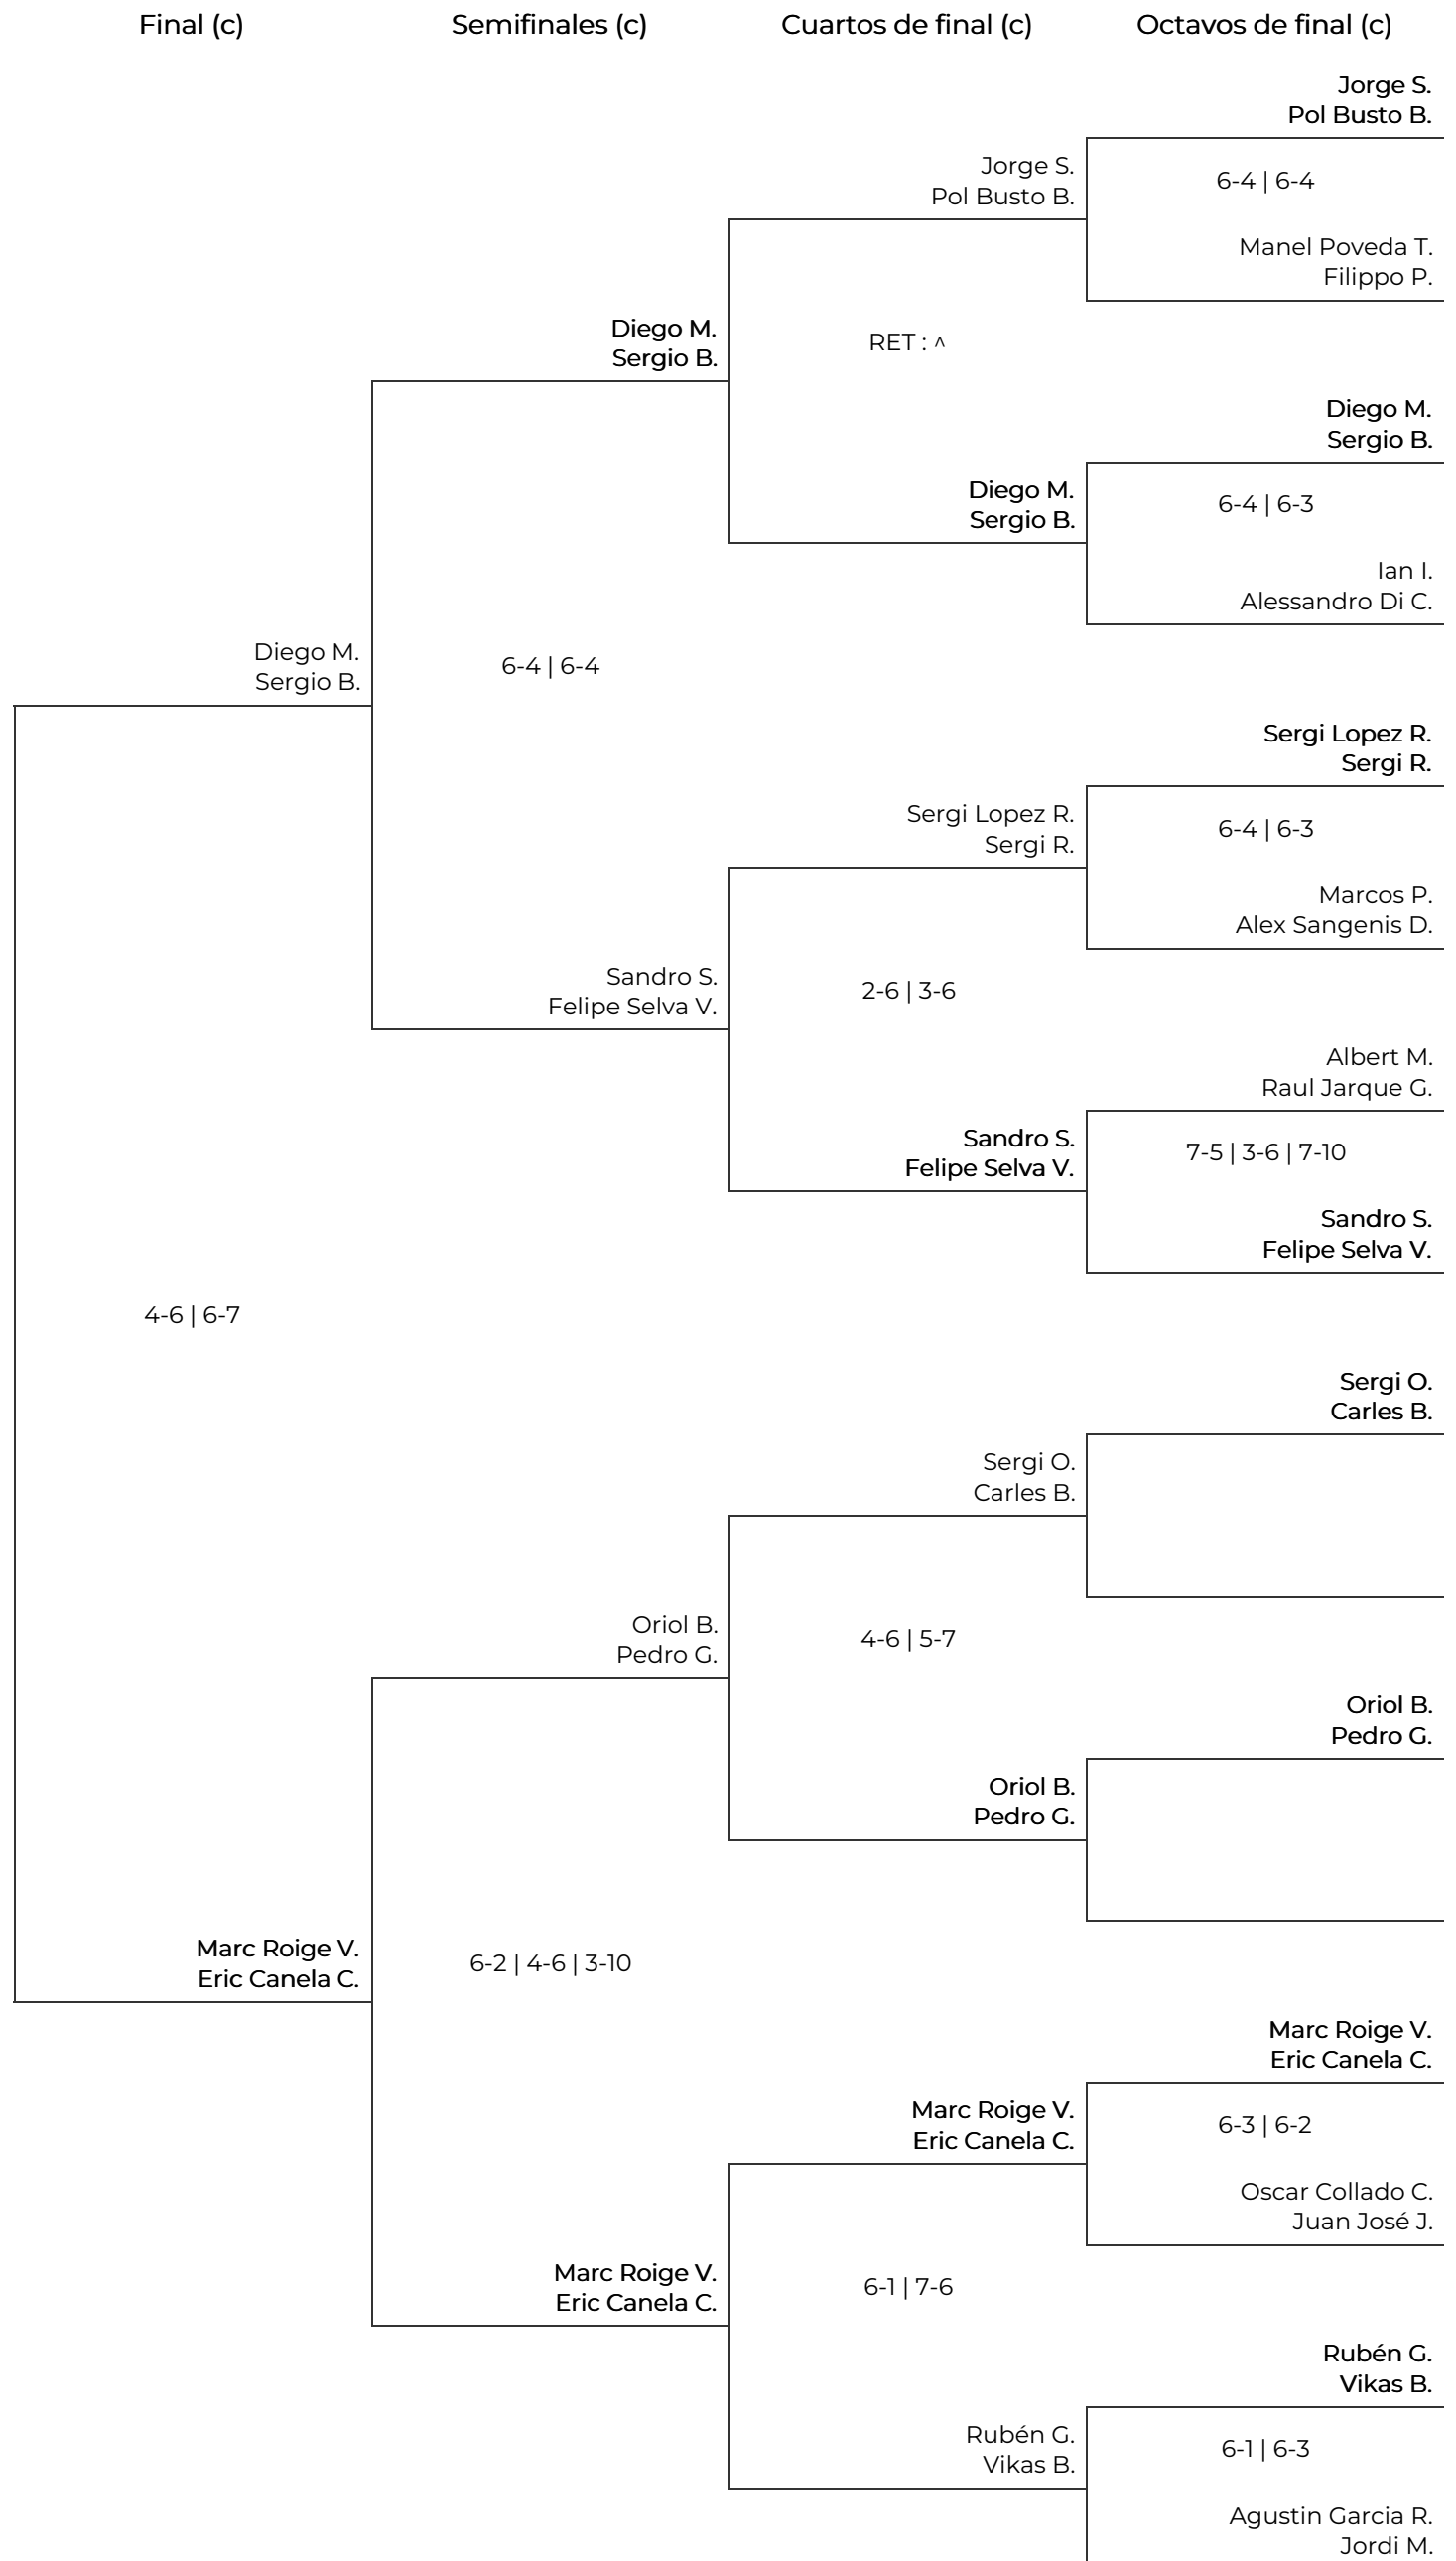 Final (c) Semifinales (c) Cuartos de final (c) Octavos de final (c)
Jorge S.
Pol Busto B.
Jorge S.
Pol Busto B.
6-4 | 6-4
Manel Poveda T.
Filippo P.
Diego M.
Sergio B.
RET : ^
Diego M.
Sergio B.
Diego M.
Sergio B.
6-4 | 6-3
Ian I.
Alessandro Di C.
Diego M.
Sergio B.
6-4 | 6-4
Sergi Lopez R.
Sergi R.
Sergi Lopez R.
Sergi R.
6-4 | 6-3
Marcos P.
Alex Sangenis D.
Sandro S.
Felipe Selva V.
2-6 | 3-6
Albert M.
Raul Jarque G.
Sandro S.
Felipe Selva V.
7-5 | 3-6 | 7-10
Sandro S.
Felipe Selva V.
4-6 | 6-7
Sergi O.
Carles B.
Sergi O.
Carles B.
Oriol B.
Pedro G.
4-6 | 5-7
Oriol B.
Pedro G.
Oriol B.
Pedro G.
Marc Roige V.
Eric Canela C.
6-2 | 4-6 | 3-10
Marc Roige V.
Eric Canela C.
Marc Roige V.
Eric Canela C.
6-3 | 6-2
Oscar Collado C.
Juan José J.
Marc Roige V.
Eric Canela C.
6-1 | 7-6
Rubén G.
Vikas B.
Rubén G.
Vikas B.
6-1 | 6-3
Agustin Garcia R.
Jordi M.